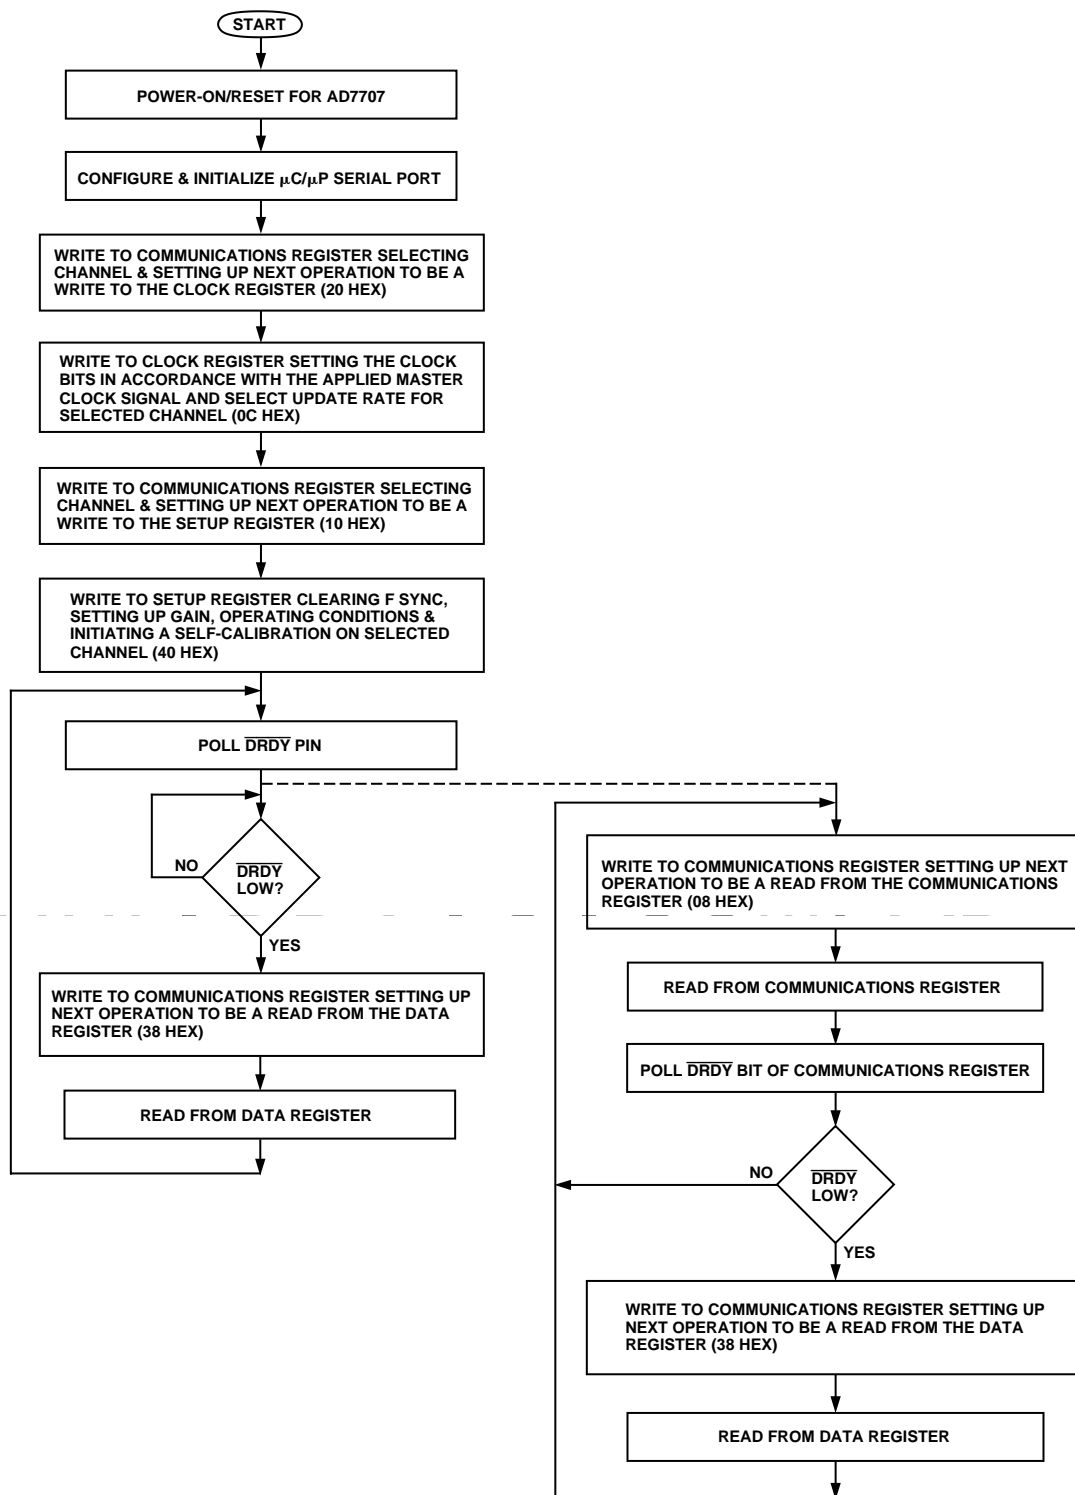 START
POWER-ON/RESET FOR AD7707
CONFIGURE & INITIALIZE μC/μP SERIAL PORT
WRITE TO COMMUNICATIONS REGISTER SELECTING
CHANNEL & SETTING UP NEXT OPERATION TO BE A
WRITE TO THE CLOCK REGISTER (20 HEX)
WRITE TO CLOCK REGISTER SETTING THE CLOCK
BITS IN ACCORDANCE WITH THE APPLIED MASTER
CLOCK SIGNAL AND SELECT UPDATE RATE FOR
SELECTED CHANNEL (0C HEX)
WRITE TO COMMUNICATIONS REGISTER SELECTING
CHANNEL & SETTING UP NEXT OPERATION TO BE A
WRITE TO THE SETUP REGISTER (10 HEX)
WRITE TO SETUP REGISTER CLEARING F SYNC,
SETTING UP GAIN, OPERATING CONDITIONS &
INITIATING A SELF-CALIBRATION ON SELECTED
CHANNEL (40 HEX)
POLL D̅R̅D̅Y̅ PIN
NO
D̅R̅D̅Y̅
LOW?
YES
WRITE TO COMMUNICATIONS REGISTER SETTING UP
NEXT OPERATION TO BE A READ FROM THE DATA
REGISTER (38 HEX)
READ FROM DATA REGISTER
WRITE TO COMMUNICATIONS REGISTER SETTING UP NEXT
OPERATION TO BE A READ FROM THE COMMUNICATIONS
REGISTER (08 HEX)
READ FROM COMMUNICATIONS REGISTER
POLL D̅R̅D̅Y̅ BIT OF COMMUNICATIONS REGISTER
NO
D̅R̅D̅Y̅
LOW?
YES
WRITE TO COMMUNICATIONS REGISTER SETTING UP
NEXT OPERATION TO BE A READ FROM THE DATA
REGISTER (38 HEX)
READ FROM DATA REGISTER